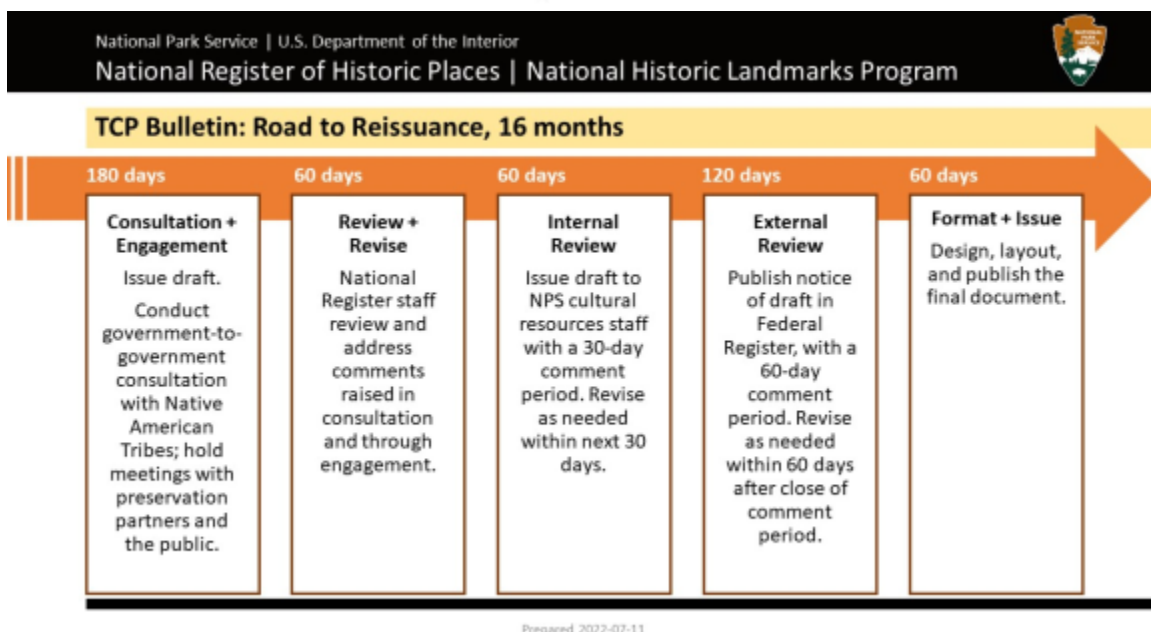 National Park Service | U.S. Department of the Interior
National Register of Historic Places | National Historic Landmarks Program
NATIONAL
PARK
SERVICE
TCP Bulletin: Road to Reissuance, 16 months
180 days
60 days
60 days
120 days
60 days
Consultation +
Engagement
Issue draft.
Conduct
government-to-
government
consultation
with Native
American
Tribes; hold
meetings with
preservation
partners and
the public.
Review +
Revise
National
Register staff
review and
address
comments
raised in
consultation
and through
engagement.
Internal
Review
Issue draft to
NPS cultural
resources staff
with a 30-day
comment
period. Revise
as needed
within next 30
days.
External
Review
Publish notice
of draft in
Federal
Register, with a
60-day
comment
period. Revise
as needed
within 60 days
after close of
comment
period.
Format + Issue
Design, layout,
and publish the
final document.
Prepared 2022-07-11